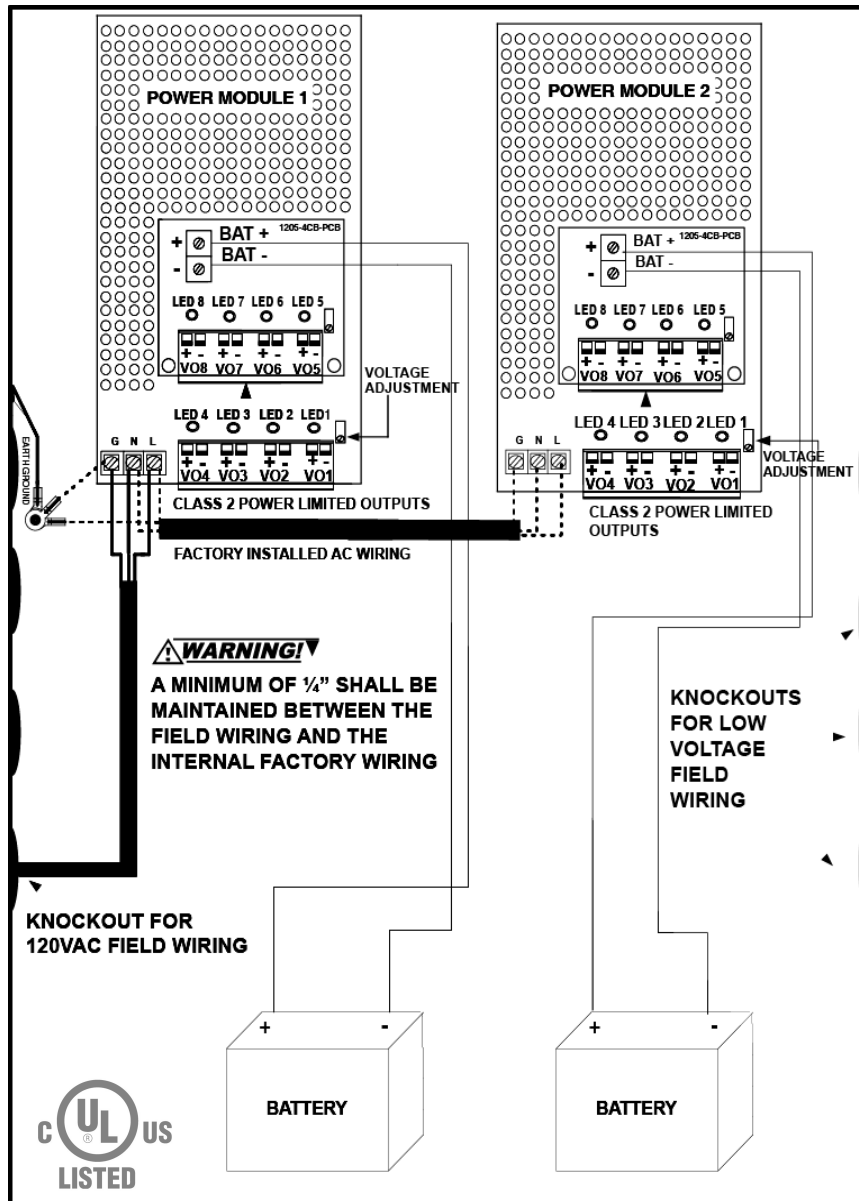 POWER MODULE 1
BAT +
1205-4CB-PCB
+
BAT -
-
LED 8 LED 7 LED 6 LED 5
+ - + - + - + -
VO8 VO7 VO6 VO5
VOLTAGE
ADJUSTMENT
LED 4 LED 3 LED 2 LED1
G N L
+ - + - + - + -
VO4 VO3 VO2 VO1
CLASS 2 POWER LIMITED OUTPUTS
EARTH GROUND
FACTORY INSTALLED AC WIRING
POWER MODULE 2
BAT +
1205-4CB-PCB
+
BAT -
-
LED 8 LED 7 LED 6 LED 5
+ - + - + - + -
VO8 VO7 VO6 VO5
LED 4 LED 3 LED 2 LED 1
G N L
+ - + - + - + -
VO4 VO3 VO2 VO1
VOLTAGE
ADJUSTMENT
CLASS 2 POWER LIMITED
OUTPUTS
WARNING!
A MINIMUM OF ¼” SHALL BE
MAINTAINED BETWEEN THE
FIELD WIRING AND THE
INTERNAL FACTORY WIRING
KNOCKOUTS
FOR LOW
VOLTAGE
FIELD
WIRING
KNOCKOUT FOR
120VAC FIELD WIRING
+ -
BATTERY
+ -
BATTERY
C UL ® US
LISTED